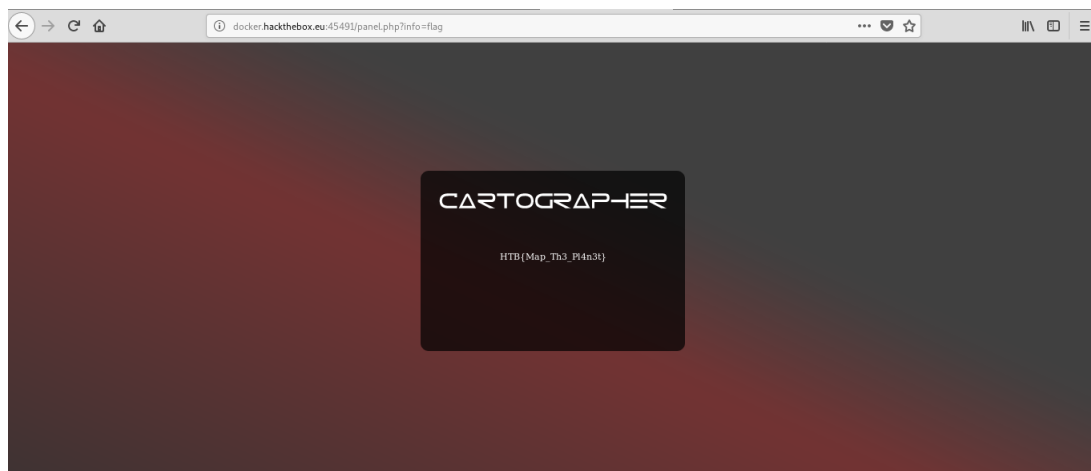 docker.hackthebox.eu:45491/panel.php?info=flag
CARTOGRAPHER
HTB{Map_Th3_Pl4n3t}